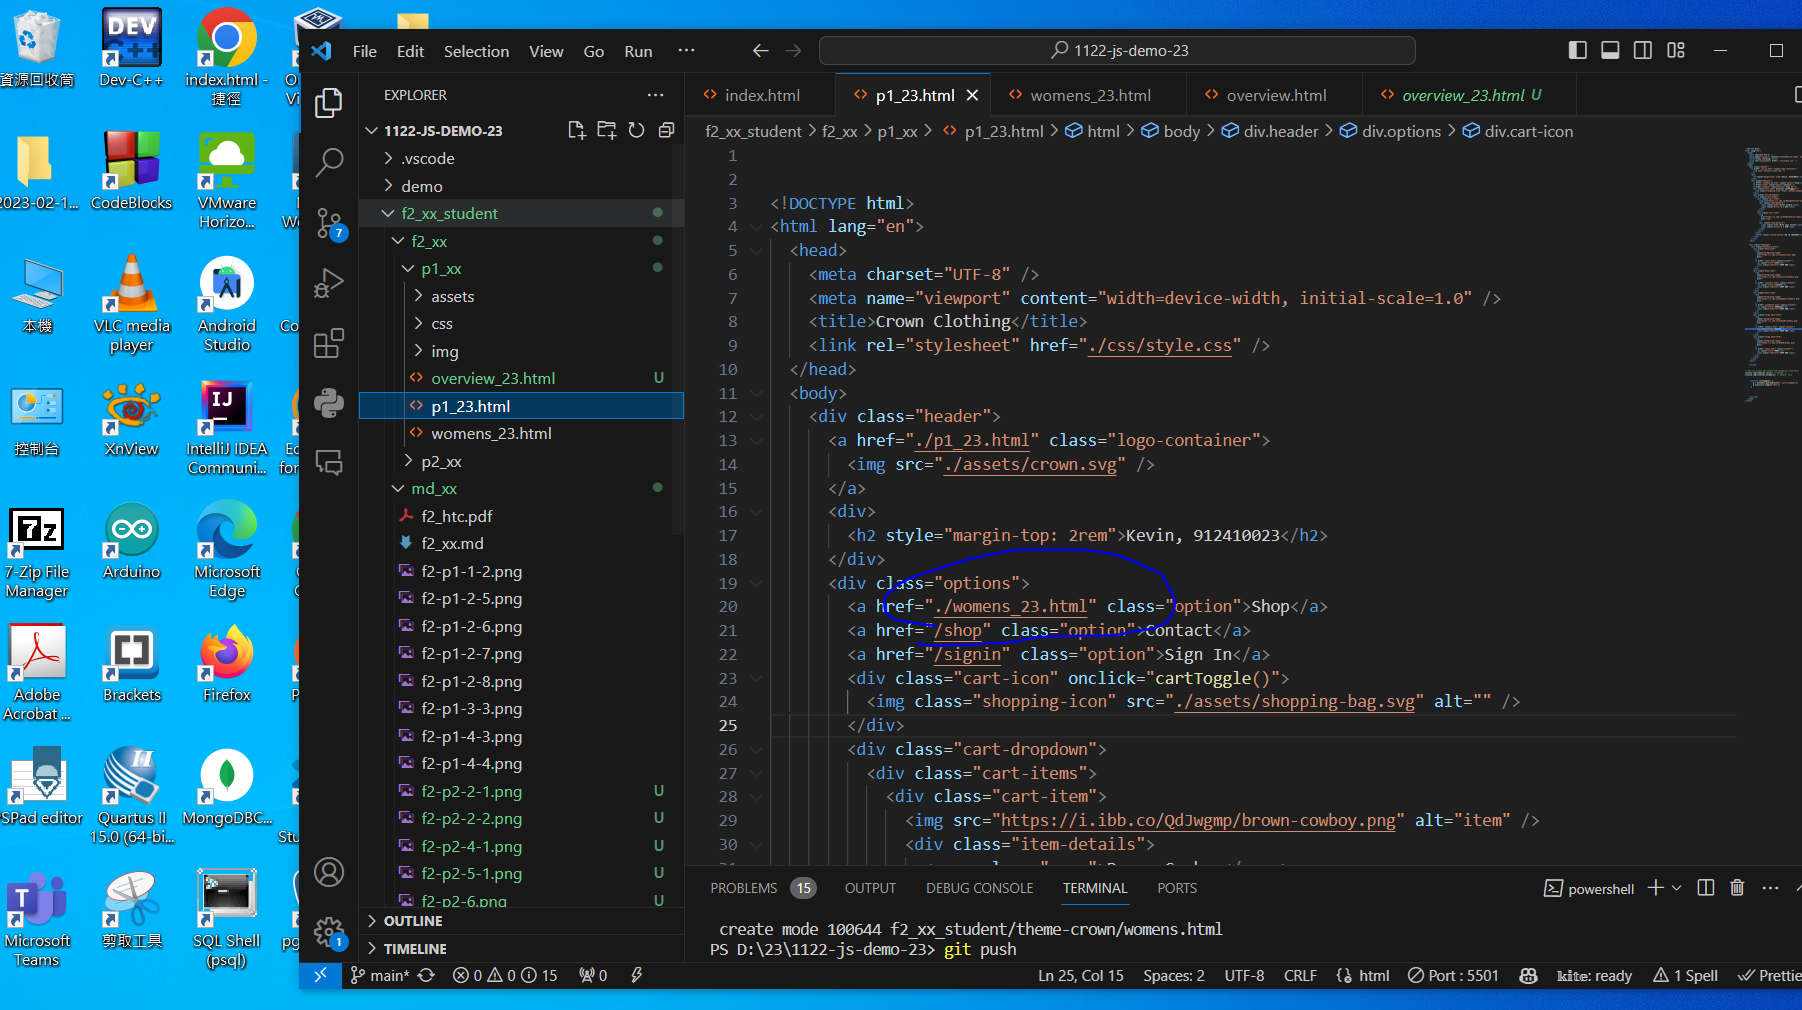 資源回收筒
Dev-C++
index.html - 捷徑
2023-02-1...
CodeBlocks
VMware Horizo...
本機
VLC media player
Android Studio
控制台
XnView
IntelliJ IDEA Communi...
7-Zip File Manager
Arduino
Microsoft Edge
Adobe Acrobat ...
Brackets
Firefox
PSPad editor
Quartus II 15.0 (64-bi...
MongoDBC...
Microsoft Teams
剪取工具
SQL Shell (psql)
File Edit Selection View Go Run ...
1122-js-demo-23
EXPLORER
1122-JS-DEMO-23
.vscode
demo
f2_xx_student
f2_xx
p1_xx
assets
css
img
overview_23.html U
p1_23.html
womens_23.html
p2_xx
md_xx
f2_htc.pdf
f2_xx.md
f2-p1-1-2.png
f2-p1-2-5.png
f2-p1-2-6.png
f2-p1-2-7.png
f2-p1-2-8.png
f2-p1-3-3.png
f2-p1-4-3.png
f2-p1-4-4.png
f2-p2-2-1.png U
f2-p2-2-2.png U
f2-p2-4-1.png U
f2-p2-5-1.png U
f2-p2-6.png U
OUTLINE
TIMELINE
7
1
index.html p1_23.html womens_23.html overview.html overview_23.html U
f2_xx_student > f2_xx > p1_xx > p1_23.html > html > body > div.header > div.options > div.cart-icon
1
2
3 <!DOCTYPE html>
4 <html lang="en">
5 <head>
6 <meta charset="UTF-8" />
7 <meta name="viewport" content="width=device-width, initial-scale=1.0" />
8 <title>Crown Clothing</title>
9 <link rel="stylesheet" href="./css/style.css" />
10 </head>
11 <body>
12 <div class="header">
13 <a href="./p1_23.html" class="logo-container">
14 <img src="./assets/crown.svg" />
15 </a>
16 <div>
17 <h2 style="margin-top: 2rem">Kevin, 912410023</h2>
18 </div>
19 <div class="options">
20 <a href="./womens_23.html" class="option">Shop</a>
21 <a href="/shop" class="option">Contact</a>
22 <a href="/signin" class="option">Sign In</a>
23 <div class="cart-icon" onclick="cartToggle()">
24 <img class="shopping-icon" src="./assets/shopping-bag.svg" alt="" />
25 </div>
26 <div class="cart-dropdown">
27 <div class="cart-items">
28 <div class="cart-item">
29 <img src="https://i.ibb.co/QdJwgmp/brown-cowboy.png" alt="item" />
30 <div class="item-details">
PROBLEMS 15 OUTPUT DEBUG CONSOLE TERMINAL PORTS powershell
create mode 100644 f2_xx_student/theme-crown/womens.html
PS D:\23\1122-js-demo-23> git push
main* 0 0 15 0 Ln 25, Col 15 Spaces: 2 UTF-8 CRLF html Port : 5501 kite: ready 1 Spell Prettie